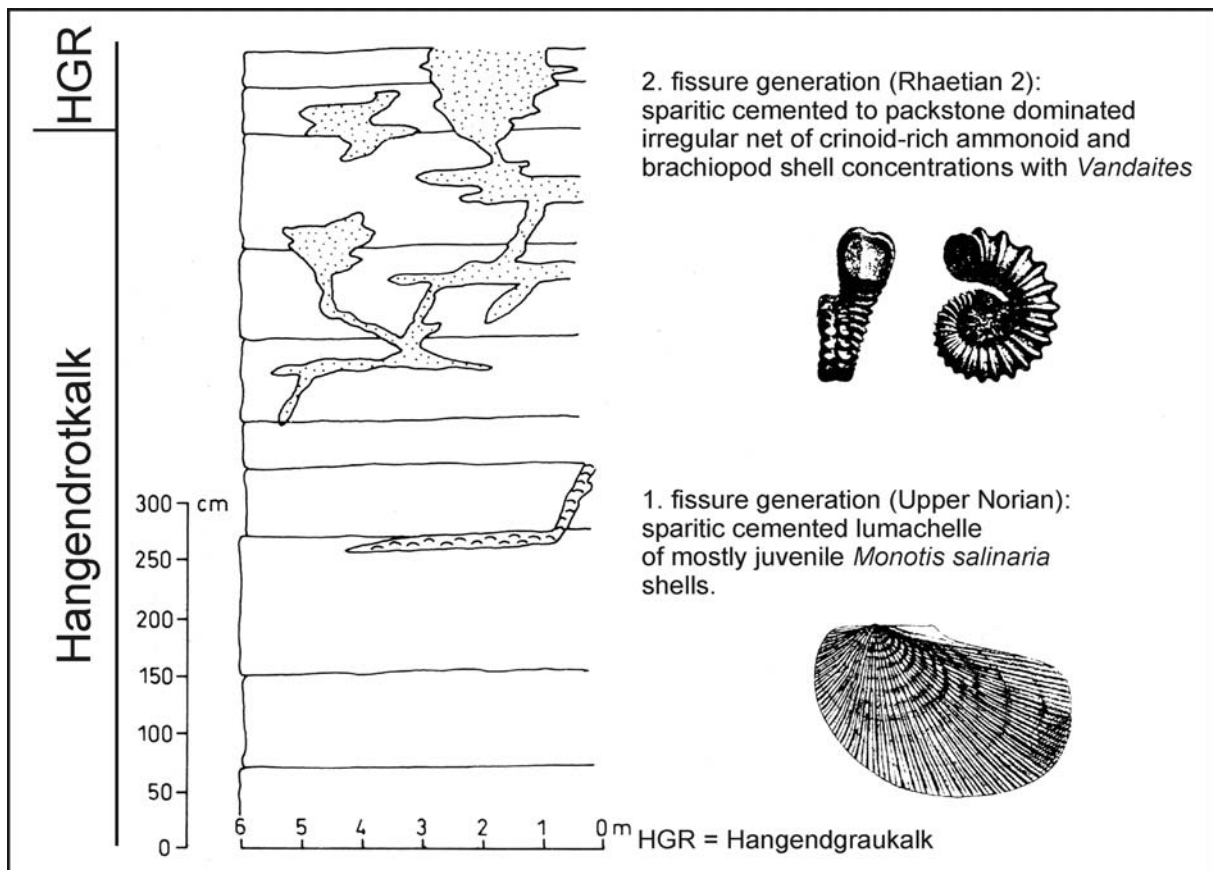 HGR
Hangendrotkalk
2. fissure generation (Rhaetian 2):
sparitic cemented to packstone dominated
irregular net of crinoid-rich ammonoid and
brachiopod shell concentrations with Vandaites
1. fissure generation (Upper Norian):
sparitic cemented lumachelle
of mostly juvenile Monotis salinaria
shells.
300 cm
250
200
150
100
50
0
6 5 4 3 2 1 0 m
HGR = Hangendgraukalk